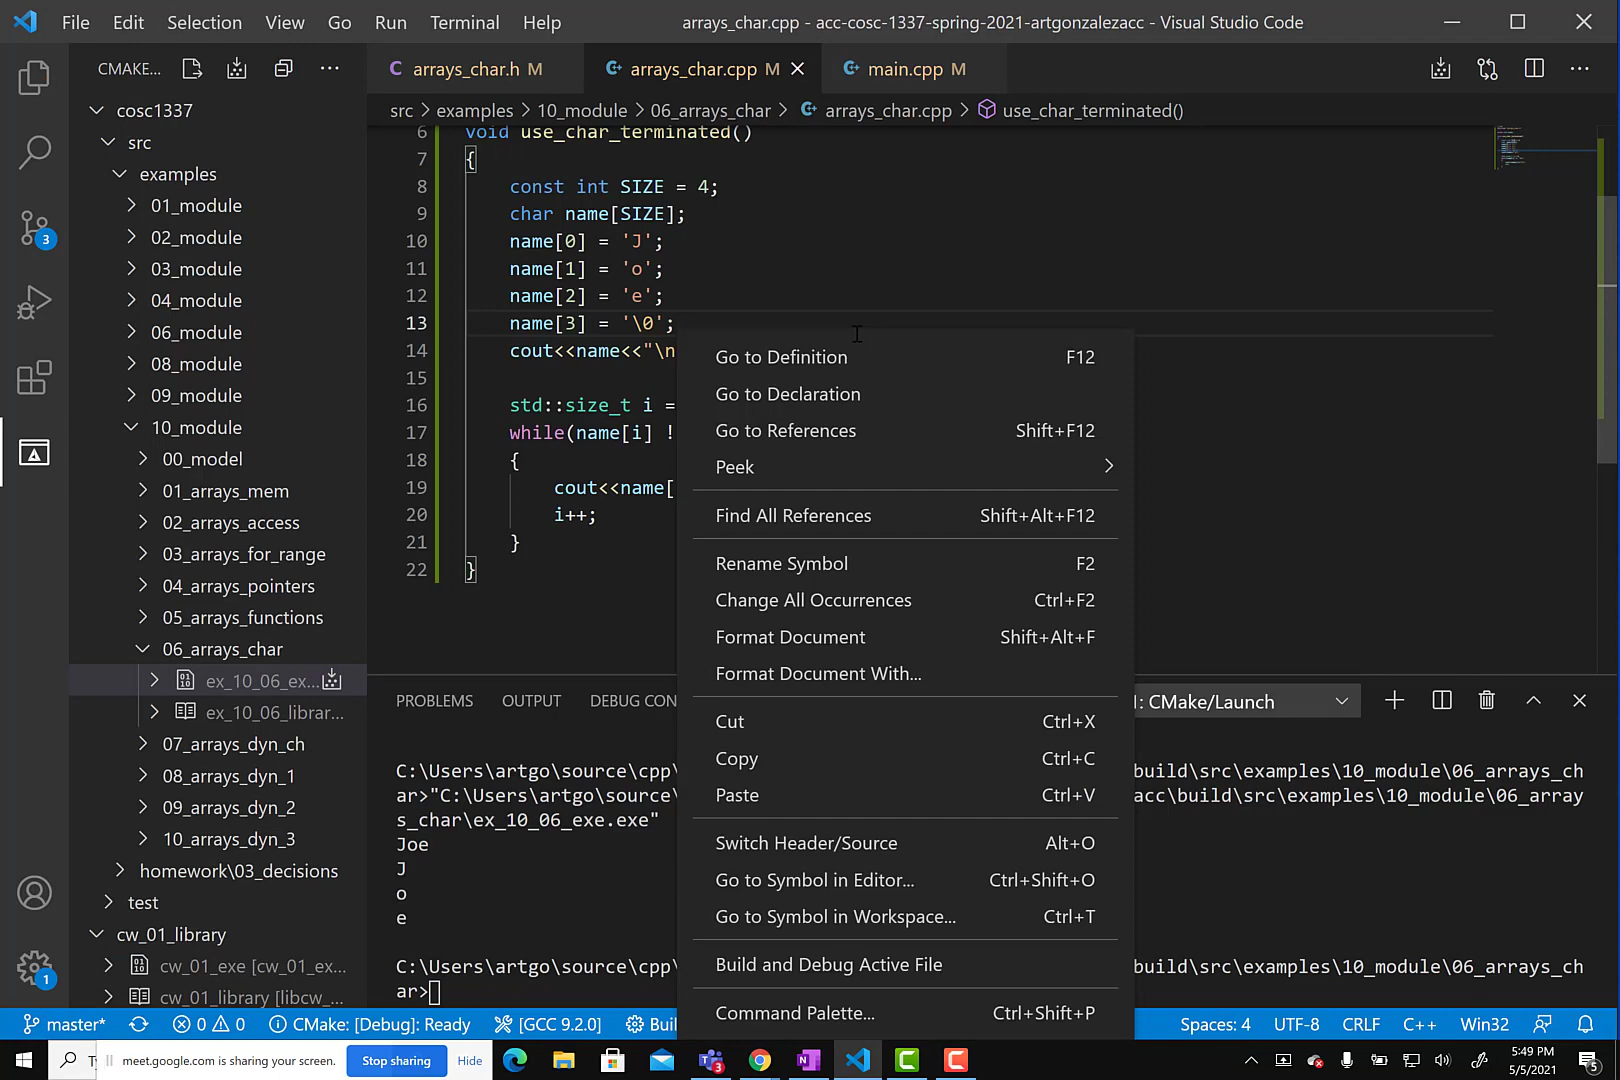 File Edit Selection View Go Run Terminal Help arrays_char.cpp - acc-cosc-1337-spring-2021-artgonzalezacc - Visual Studio Code
CMAKE... arrays_char.h M arrays_char.cpp M main.cpp M
src > examples > 10_module > 06_arrays_char > arrays_char.cpp > use_char_terminated()
cosc1337
src
examples
01_module
02_module
03_module
04_module
06_module
08_module
09_module
10_module
00_model
01_arrays_mem
02_arrays_access
03_arrays_for_range
04_arrays_pointers
05_arrays_functions
06_arrays_char
ex_10_06_ex...
ex_10_06_librar...
07_arrays_dyn_ch
08_arrays_dyn_1
09_arrays_dyn_2
10_arrays_dyn_3
homework\03_decisions
test
cw_01_library
cw_01_exe [cw_01_ex...
cw_01_library [libcw_...
3
1
6 void use_char_terminated()
7 {
8 const int SIZE = 4;
9 char name[SIZE];
10 name[0] = 'J';
11 name[1] = 'o';
12 name[2] = 'e';
13 name[3] = '\0';
14 cout<<name<<"\n
15
16 std::size_t i =
17 while(name[i] !
18 {
19 cout<<name[
20 i++;
21 }
22 }
Go to Definition F12
Go to Declaration
Go to References Shift+F12
Peek
Find All References Shift+Alt+F12
Rename Symbol F2
Change All Occurrences Ctrl+F2
Format Document Shift+Alt+F
Format Document With...
Cut Ctrl+X
Copy Ctrl+C
Paste Ctrl+V
Switch Header/Source Alt+O
Go to Symbol in Editor... Ctrl+Shift+O
Go to Symbol in Workspace... Ctrl+T
Build and Debug Active File
Command Palette... Ctrl+Shift+P
PROBLEMS OUTPUT DEBUG CON 1: CMake/Launch
C:\Users\artgo\source\cpp\ build\src\examples\10_module\06_arrays_ch
ar>"C:\Users\artgo\source\ acc\build\src\examples\10_module\06_array
s_char\ex_10_06_exe.exe"
Joe
J
o
e
C:\Users\artgo\source\cpp\ build\src\examples\10_module\06_arrays_ch
ar>
master* 0 0 CMake: [Debug]: Ready [GCC 9.2.0] Buil Spaces: 4 UTF-8 CRLF C++ Win32
meet.google.com is sharing your screen. Stop sharing Hide
3
5:49 PM
5/5/2021
5